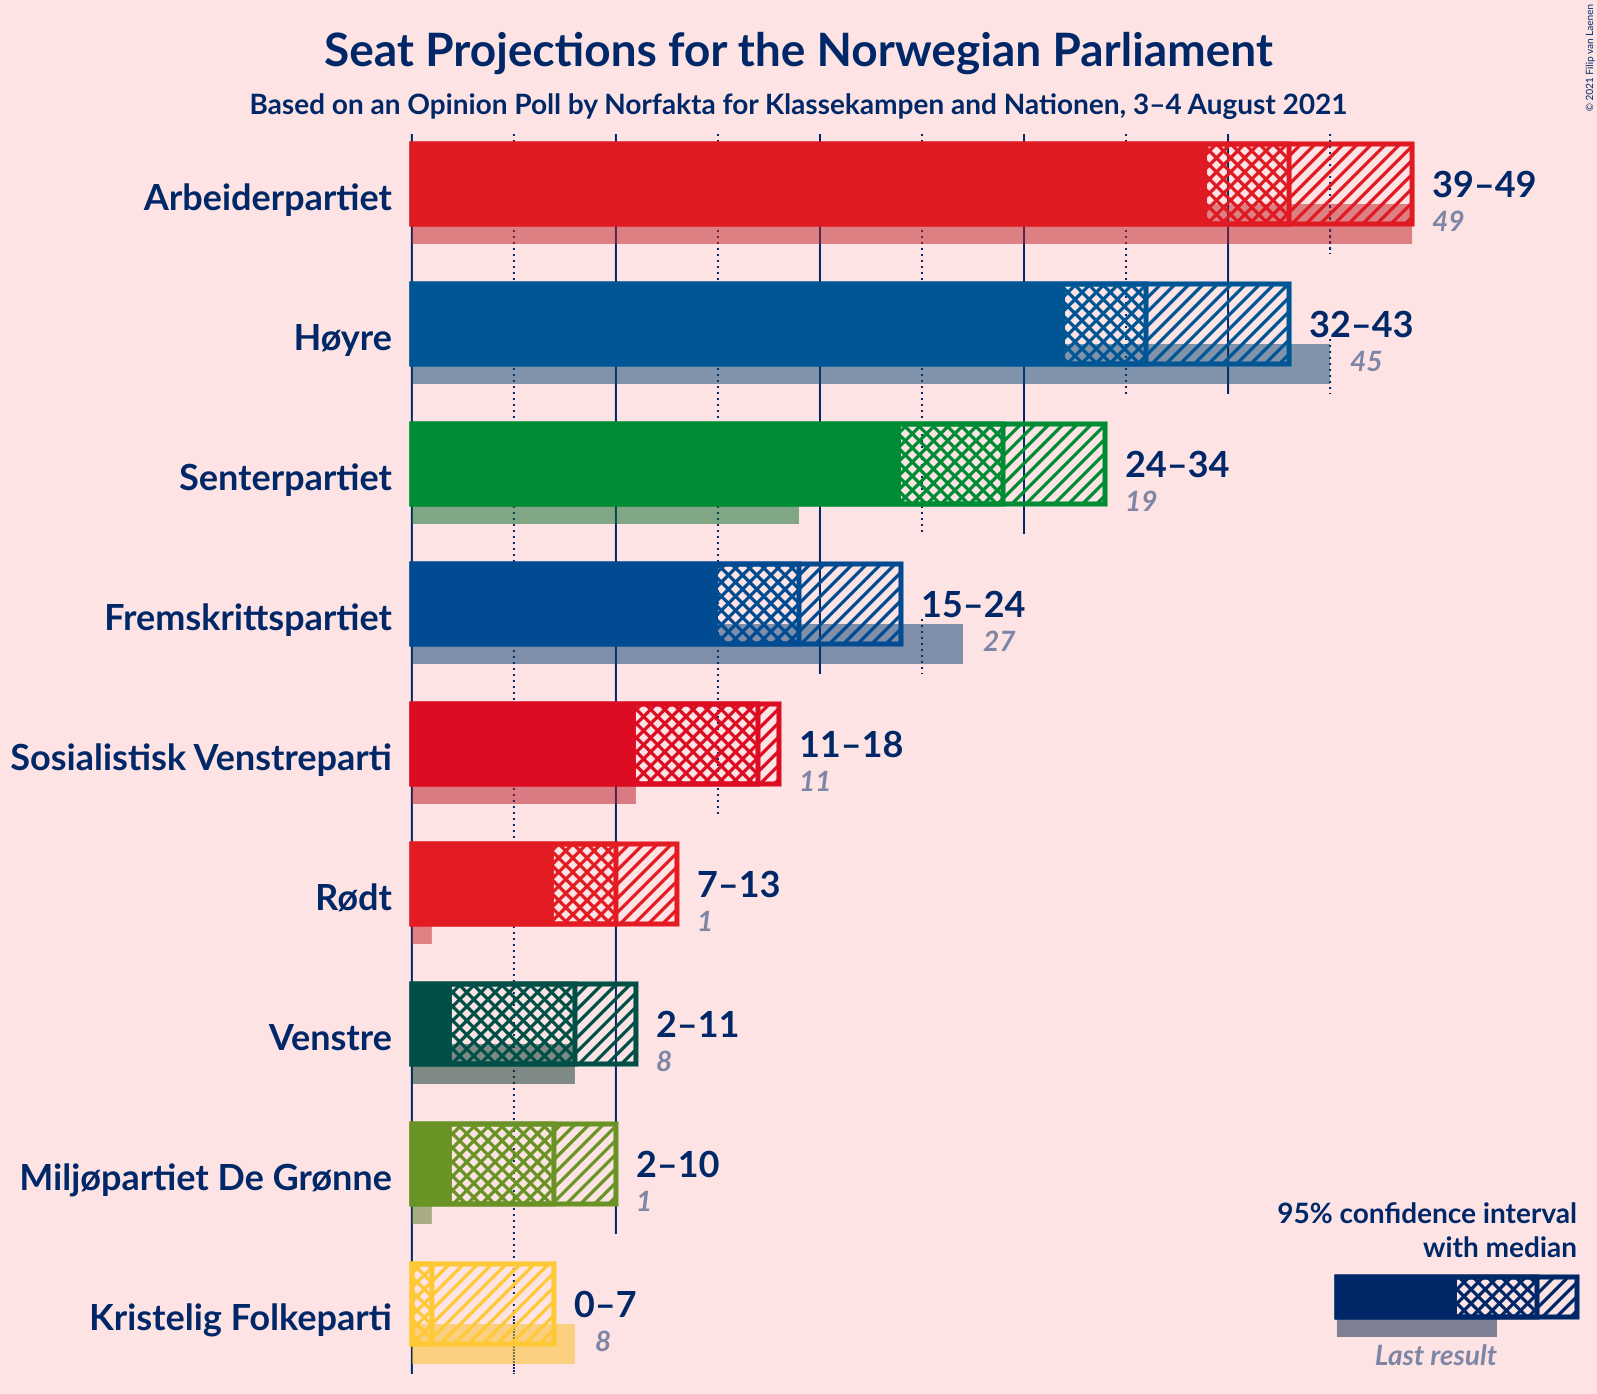 Seat Projections for the Norwegian Parliament
Based on an Opinion Poll by Norfakta for Klassekampen and Nationen, 3–4 August 2021
© 2021 Filip van Laenen
Arbeiderpartiet
39–49
49
Høyre
32–43
45
Senterpartiet
24–34
19
Fremskrittspartiet
15–24
27
Sosialistisk Venstreparti
11–18
11
Rødt
7–13
1
Venstre
2–11
8
Miljøpartiet De Grønne
2–10
1
Kristelig Folkeparti
0–7
8
95% confidence interval
with median
Last result